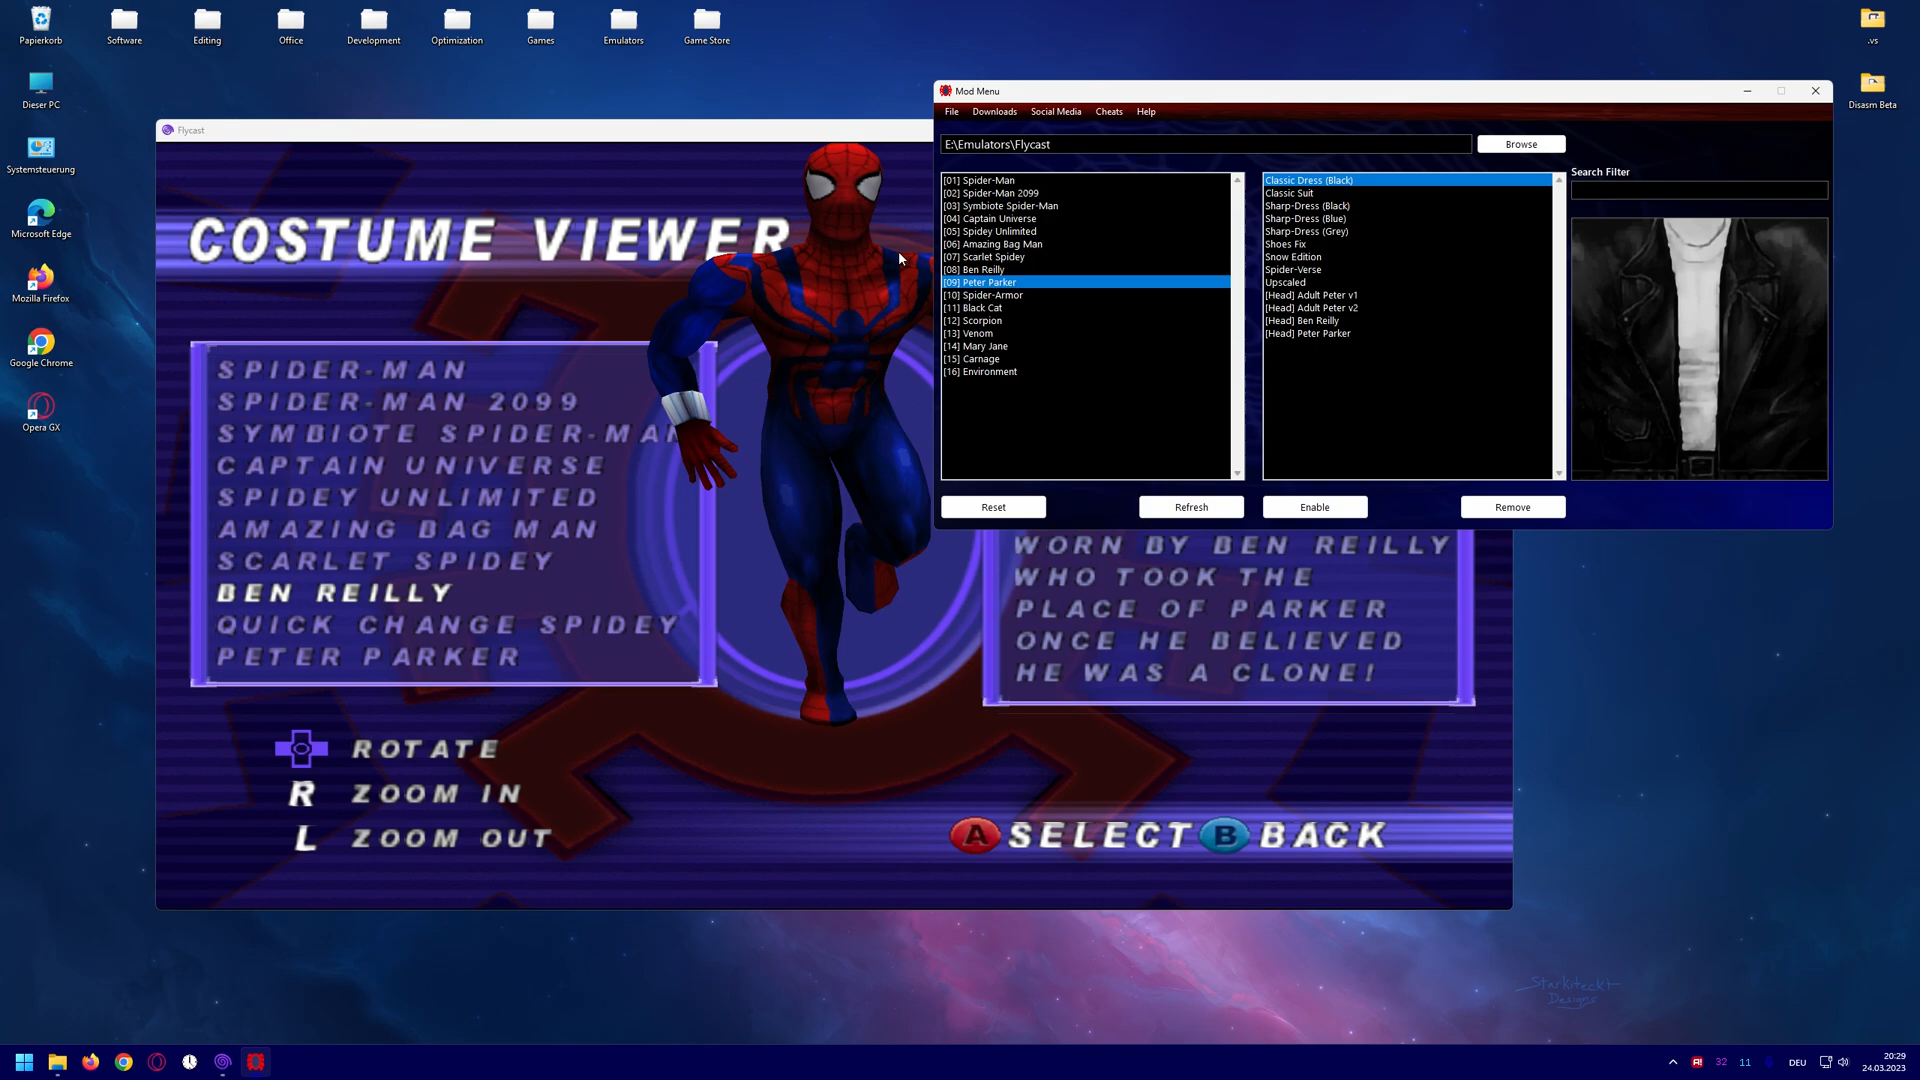 Papierkorb
Software
Editing
Office
Development
Optimization
Games
Emulators
Game Store
.vs
Dieser PC
Disasm Beta
Systemsteuerung
Microsoft Edge
Mozilla Firefox
Google Chrome
Opera GX
Flycast
COSTUME VIEWER
SPIDER-MAN
SPIDER-MAN 2099
SYMBIOTE SPIDER-MAN
CAPTAIN UNIVERSE
SPIDEY UNLIMITED
AMAZING BAG MAN
SCARLET SPIDEY
BEN REILLY
QUICK CHANGE SPIDEY
PETER PARKER
WORN BY BEN REILLY
WHO TOOK THE
PLACE OF PARKER
ONCE HE BELIEVED
HE WAS A CLONE!
ROTATE
R ZOOM IN
L ZOOM OUT
A SELECT B BACK
Mod Menu
File Downloads Social Media Cheats Help
E:\Emulators\Flycast
Browse
[01] Spider-Man
[02] Spider-Man 2099
[03] Symbiote Spider-Man
[04] Captain Universe
[05] Spidey Unlimited
[06] Amazing Bag Man
[07] Scarlet Spidey
[08] Ben Reilly
[09] Peter Parker
[10] Spider-Armor
[11] Black Cat
[12] Scorpion
[13] Venom
[14] Mary Jane
[15] Carnage
[16] Environment
Classic Dress (Black)
Classic Suit
Sharp-Dress (Black)
Sharp-Dress (Blue)
Sharp-Dress (Grey)
Shoes Fix
Snow Edition
Spider-Verse
Upscaled
[Head] Adult Peter v1
[Head] Adult Peter v2
[Head] Ben Reilly
[Head] Peter Parker
Search Filter
Reset
Refresh
Enable
Remove
Starkiteckt
Designs
32 11 DEU
20:29
24.03.2023